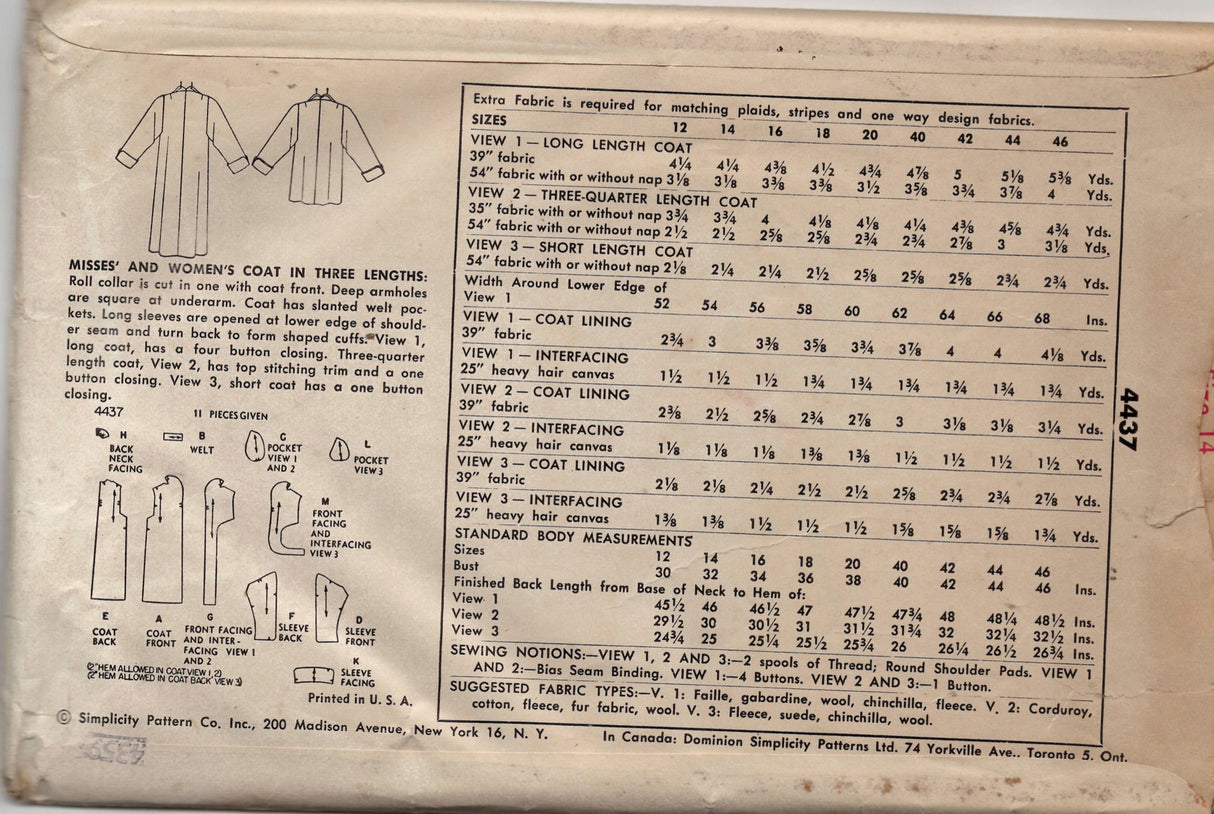 MISSES' AND WOMEN'S COAT IN THREE LENGTHS:
Roll collar is cut in one with coat front. Deep armholes
are square at underarm. Coat has slanted welt poc-
kets. Long sleeves are opened at lower edge of should-
er seam and turn back to form shaped cuffs. View 1,
long coat, has a four button closing. Three-quarter
length coat, View 2, has top stitching trim and a one
button closing. View 3, short coat has a one button
closing.
4437 11 PIECES GIVEN
H
BACK
NECK
FACING
B
WELT
C
POCKET
VIEW 1
AND 2
L
POCKET
VIEW 3
M
FRONT
FACING
AND
INTERFACING
VIEW 3
E
COAT
BACK
A
COAT
FRONT
G
FRONT FACING
AND INTER-
FACING VIEW 1
AND 2
F
SLEEVE
BACK
D
SLEEVE
FRONT
K
SLEEVE
FACING
(2"HEM ALLOWED IN COAT VIEW 1, 2)
(2"HEM ALLOWED IN COAT BACK VIEW 3)
Printed in U. S. A.
Extra Fabric is required for matching plaids, stripes and one way design fabrics.
SIZES 12 14 16 18 20 40 42 44 46
VIEW 1 — LONG LENGTH COAT
39" fabric 4¼ 4¼ 4⅜ 4½ 4¾ 4⅞ 5 5⅛ 5⅜ Yds.
54" fabric with or without nap 3⅛ 3⅛ 3⅜ 3⅜ 3½ 3⅝ 3¾ 3⅞ 4 Yds.
VIEW 2 — THREE-QUARTER LENGTH COAT
35" fabric with or without nap 3¾ 3¾ 4 4⅛ 4⅛ 4¼ 4⅜ 4⅝ 4¾ Yds.
54" fabric with or without nap 2½ 2½ 2⅝ 2⅝ 2¾ 2¾ 2⅞ 3 3⅛ Yds.
VIEW 3 — SHORT LENGTH COAT
54" fabric with or without nap 2⅛ 2¼ 2¼ 2½ 2⅝ 2⅝ 2⅝ 2¾ 2¾ Yds.
Width Around Lower Edge of
View 1 52 54 56 58 60 62 64 66 68 Ins.
VIEW 1 — COAT LINING
39" fabric 2¾ 3 3⅜ 3⅝ 3¾ 3⅞ 4 4 4⅛ Yds.
VIEW 1 — INTERFACING
25" heavy hair canvas 1½ 1½ 1½ 1¾ 1¾ 1¾ 1¾ 1¾ 1¾ Yds.
VIEW 2 — COAT LINING
39" fabric 2⅜ 2½ 2⅝ 2¾ 2⅞ 3 3⅛ 3⅛ 3¼ Yds.
VIEW 2 — INTERFACING
25" heavy hair canvas 1⅛ 1⅛ 1⅛ 1⅜ 1⅜ 1½ 1½ 1½ 1½ Yds.
VIEW 3 — COAT LINING
39" fabric 2⅛ 2⅛ 2¼ 2½ 2½ 2⅝ 2¾ 2¾ 2⅞ Yds.
VIEW 3 — INTERFACING
25" heavy hair canvas 1⅜ 1⅜ 1½ 1½ 1½ 1⅝ 1⅝ 1⅝ 1¾ Yds.
STANDARD BODY MEASUREMENTS
Sizes 12 14 16 18 20 40 42 44 46
Bust 30 32 34 36 38 40 42 44 46 Ins.
Finished Back Length from Base of Neck to Hem of:
View 1 45½ 46 46½ 47 47½ 47¾ 48 48¼ 48½ Ins.
View 2 29½ 30 30½ 31 31½ 31¾ 32 32¼ 32½ Ins.
View 3 24¾ 25 25¼ 25½ 25¾ 26 26¼ 26½ 26¾ Ins.
SEWING NOTIONS:—VIEW 1, 2 AND 3:—2 spools of Thread; Round Shoulder Pads. VIEW 1
AND 2:—Bias Seam Binding. VIEW 1:—4 Buttons. VIEW 2 AND 3:—1 Button.
SUGGESTED FABRIC TYPES:—V. 1: Faille, gabardine, wool, chinchilla, fleece. V. 2: Corduroy,
cotton, fleece, fur fabric, wool. V. 3: Fleece, suede, chinchilla, wool.
4437
14
© Simplicity Pattern Co. Inc., 200 Madison Avenue, New York 16, N. Y. In Canada: Dominion Simplicity Patterns Ltd. 74 Yorkville Ave.. Toronto 5. Ont.